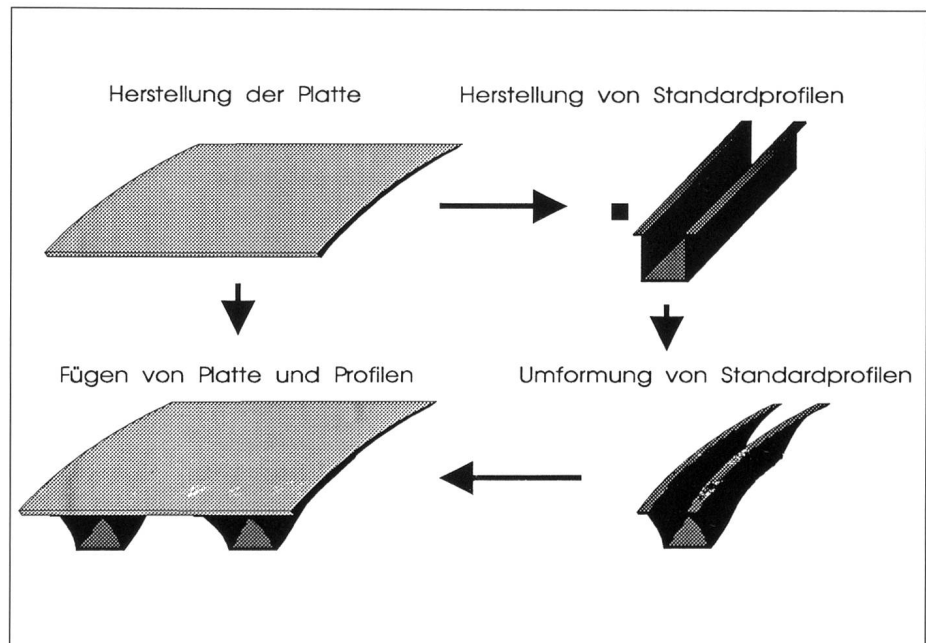 Herstellung der Platte
Herstellung von Standardprofilen
Fügen von Platte und Profilen
Umformung von Standardprofilen